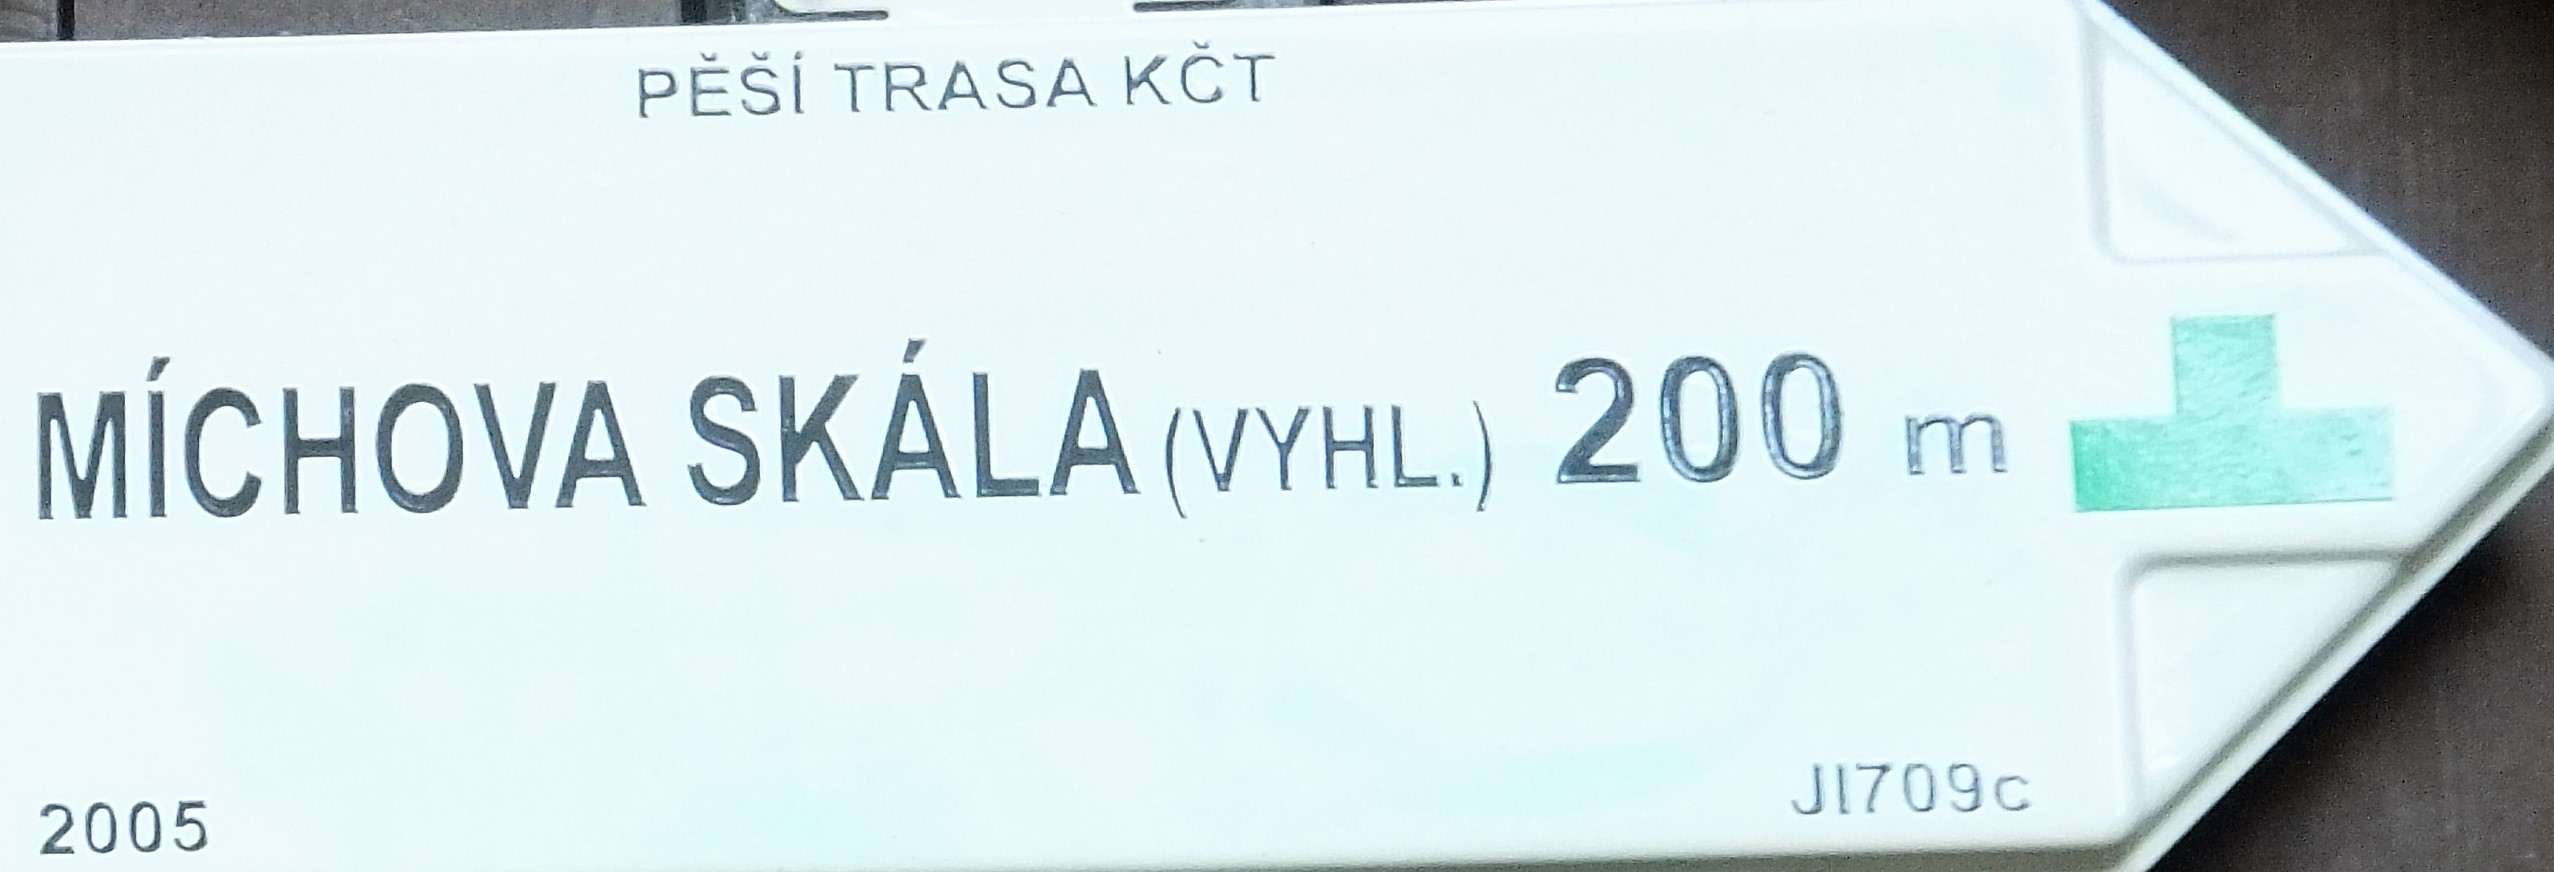 PĚŠÍ TRASA KČT
MÍCHOVA SKÁLA (VYHL.) 200 m
2005 JI709c